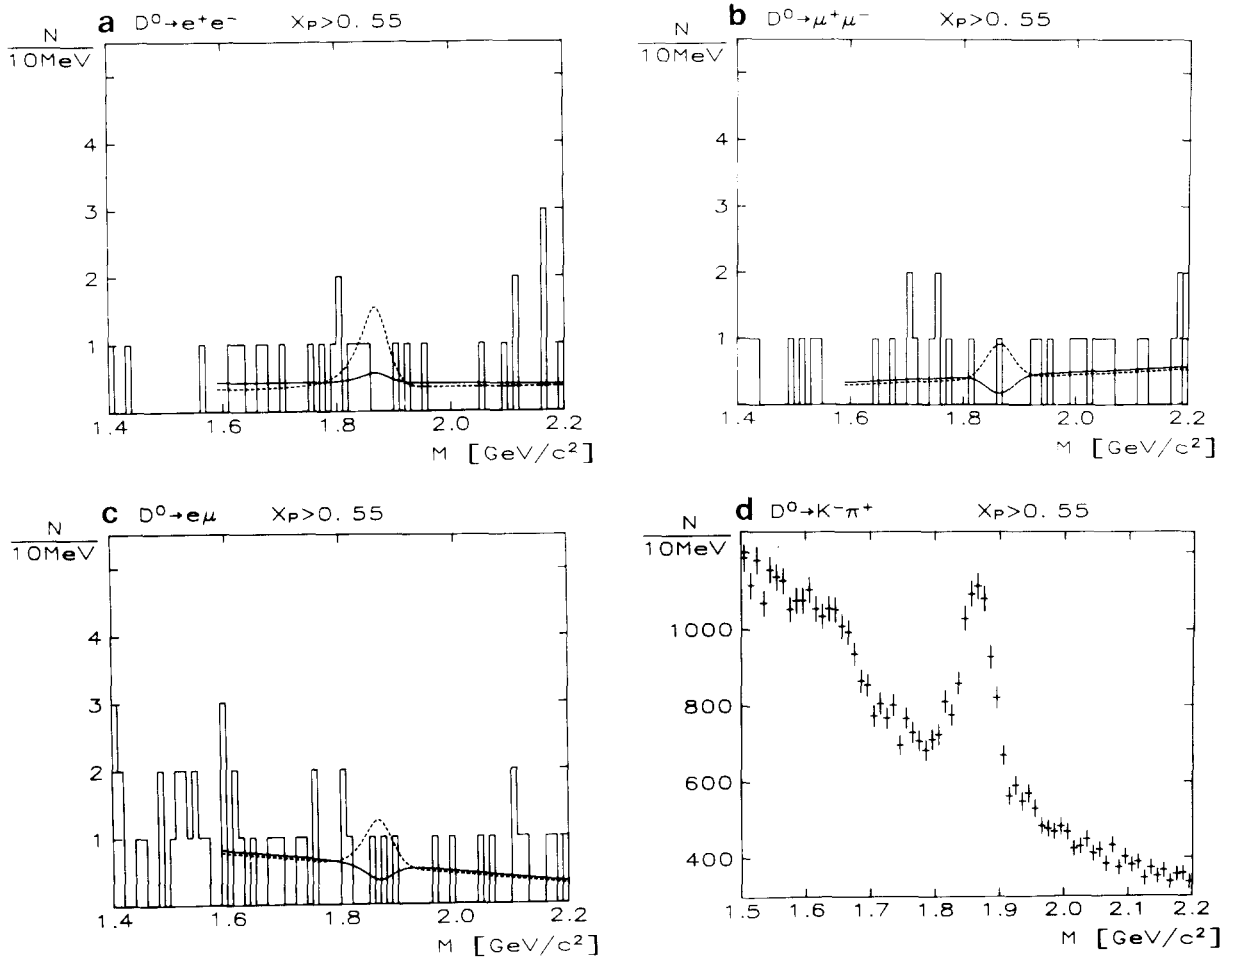 a D⁰→e⁺e⁻ Xp>0.55
N
10MeV
4
3
2
1
1.4 1.6 1.8 2.0 2.2
M [GeV/c²]
b D⁰→μ⁺μ⁻ Xp>0.55
N
10MeV
4
3
2
1
1.4 1.6 1.8 2.0 2.2
M [GeV/c²]
c D⁰→eμ Xp>0.55
N
10MeV
4
3
2
1
1.4 1.6 1.8 2.0 2.2
M [GeV/c²]
d D⁰→K⁻π⁺ Xp>0.55
N
10MeV
1000
800
600
400
1.5 1.6 1.7 1.8 1.9 2.0 2.1 2.2
M [GeV/c²]